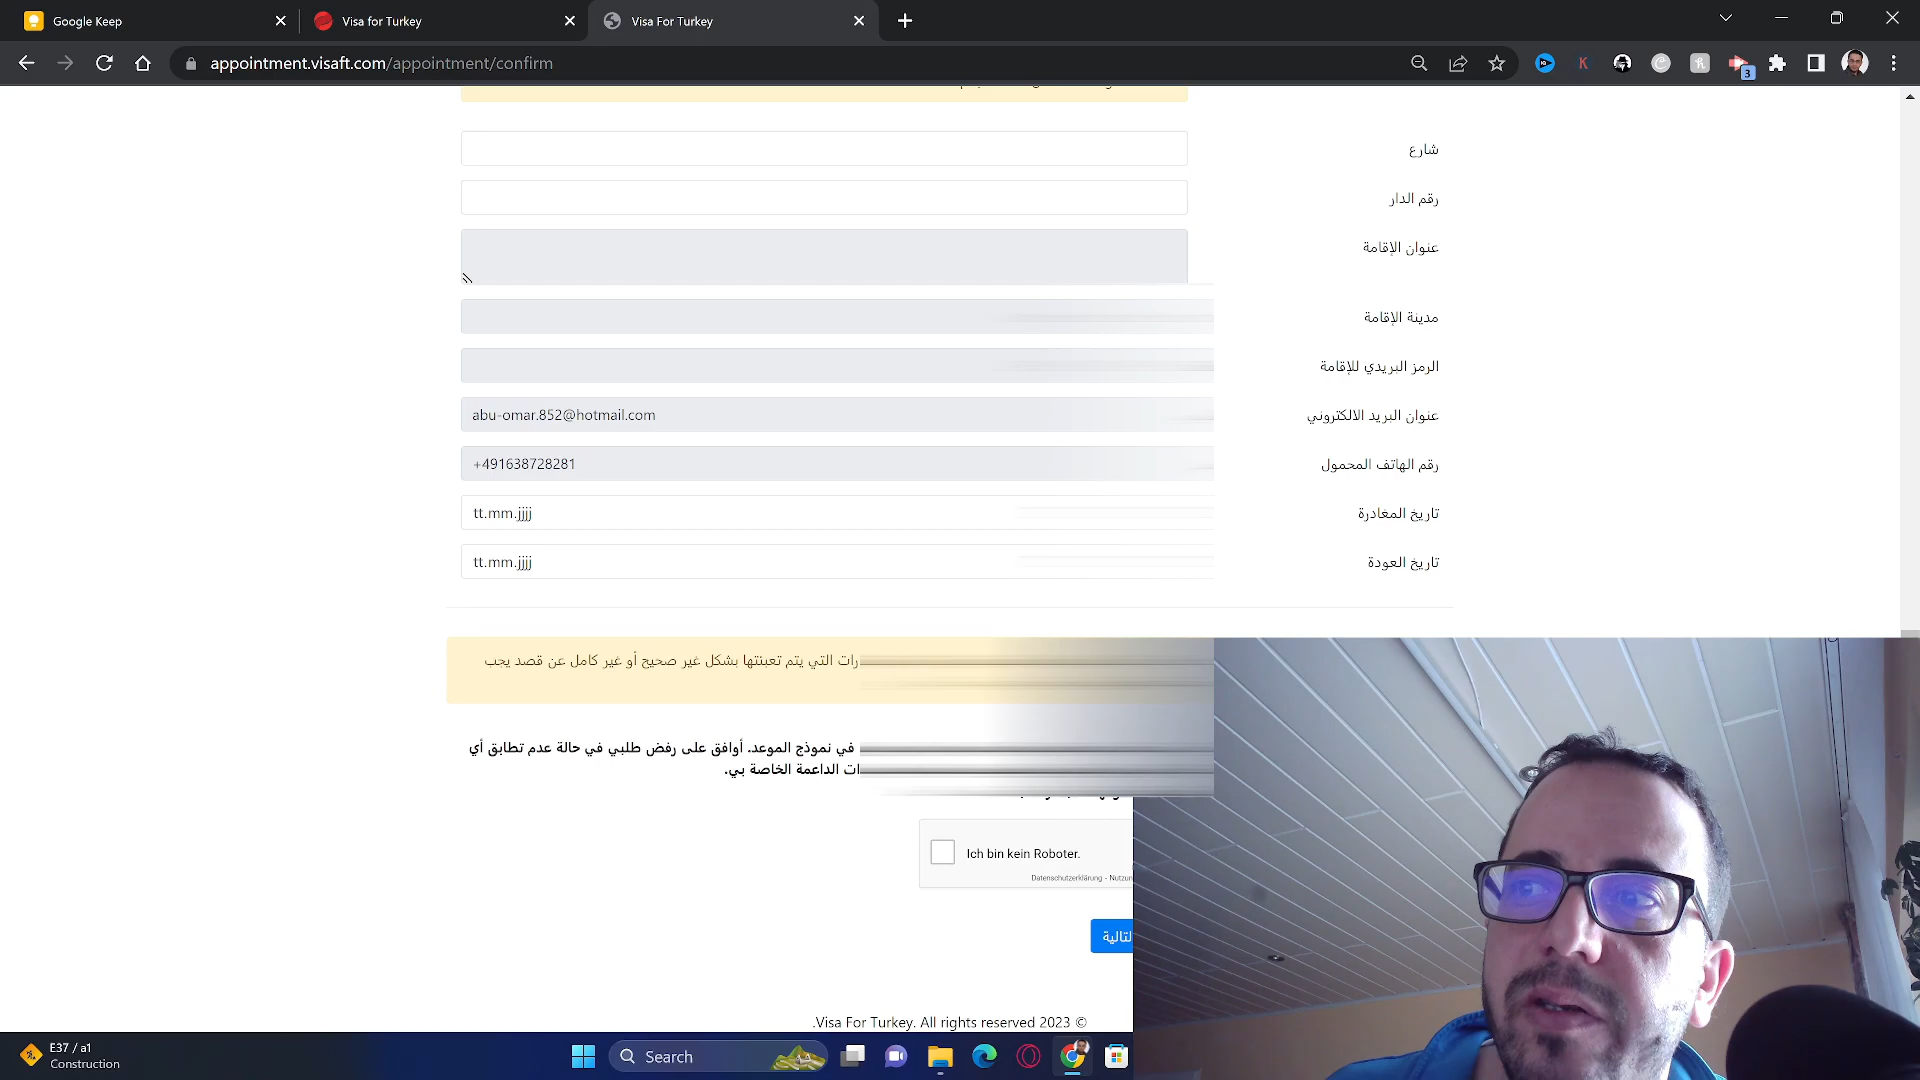 Google Keep
Visa for Turkey
Visa For Turkey
appointment.visaft.com/appointment/confirm
3
شارع
رقم الدار
عنوان الإقامة
مدينة الإقامة
الرمز البريدي للإقامة
عنوان البريد الالكتروني
abu-omar.852@hotmail.com
رقم الهاتف المحمول
+491638728281
تاريخ المغادرة
tt.mm.jjjj
تاريخ العودة
tt.mm.jjjj
التي يتم تعبئتها بشكل غير صحيح أو غير كامل عن قصد يجب
في نموذج الموعد. أوافق على رفض طلبي في حالة عدم تطابق أي
الداعمة الخاصة بي.
Ich bin kein Roboter.
Datenschutzerklärung -
© 2023 Visa For Turkey. All rights reserved.
E37 / a1
Construction
Search